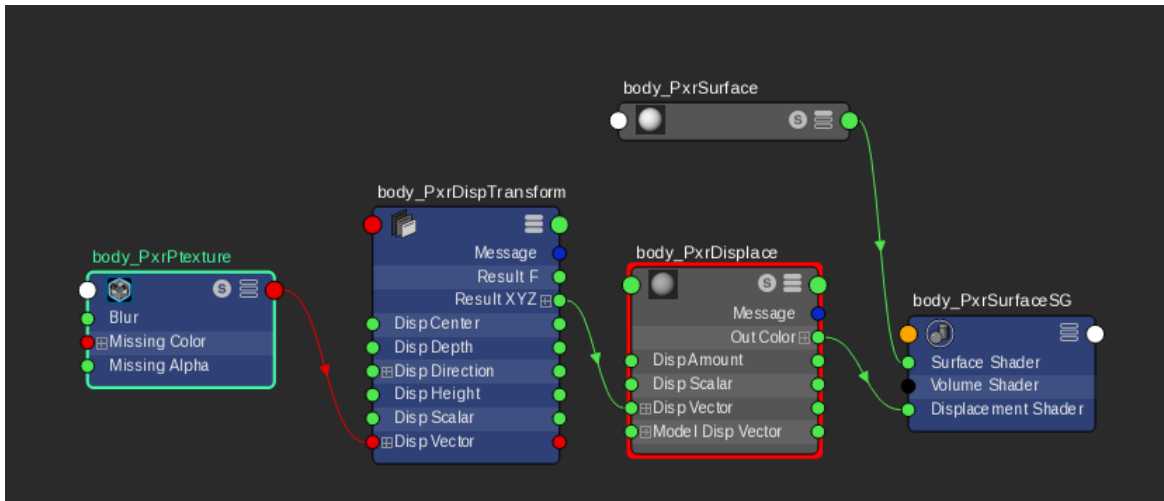 body_PxrSurface
S
body_PxrDispTransform
Message
Result F
Result XYZ
Disp Center
Disp Depth
Disp Direction
Disp Height
Disp Scalar
Disp Vector
body_PxrPtexture
S
Blur
Missing Color
Missing Alpha
body_PxrDisplace
S
Message
Out Color
Disp Amount
Disp Scalar
Disp Vector
Model Disp Vector
body_PxrSurfaceSG
Surface Shader
Volume Shader
Displacement Shader